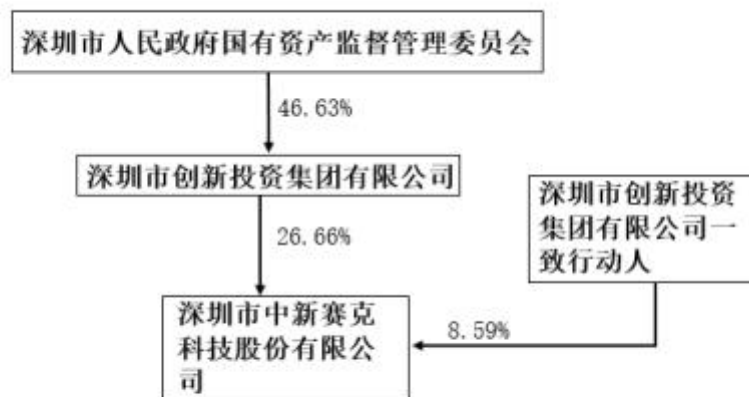 深圳市人民政府国有资产监督管理委员会
46.63%
深圳市创新投资集团有限公司
26.66%
深圳市创新投资
集团有限公司一
致行动人
深圳市中新赛克
科技股份有限公
司
8.59%